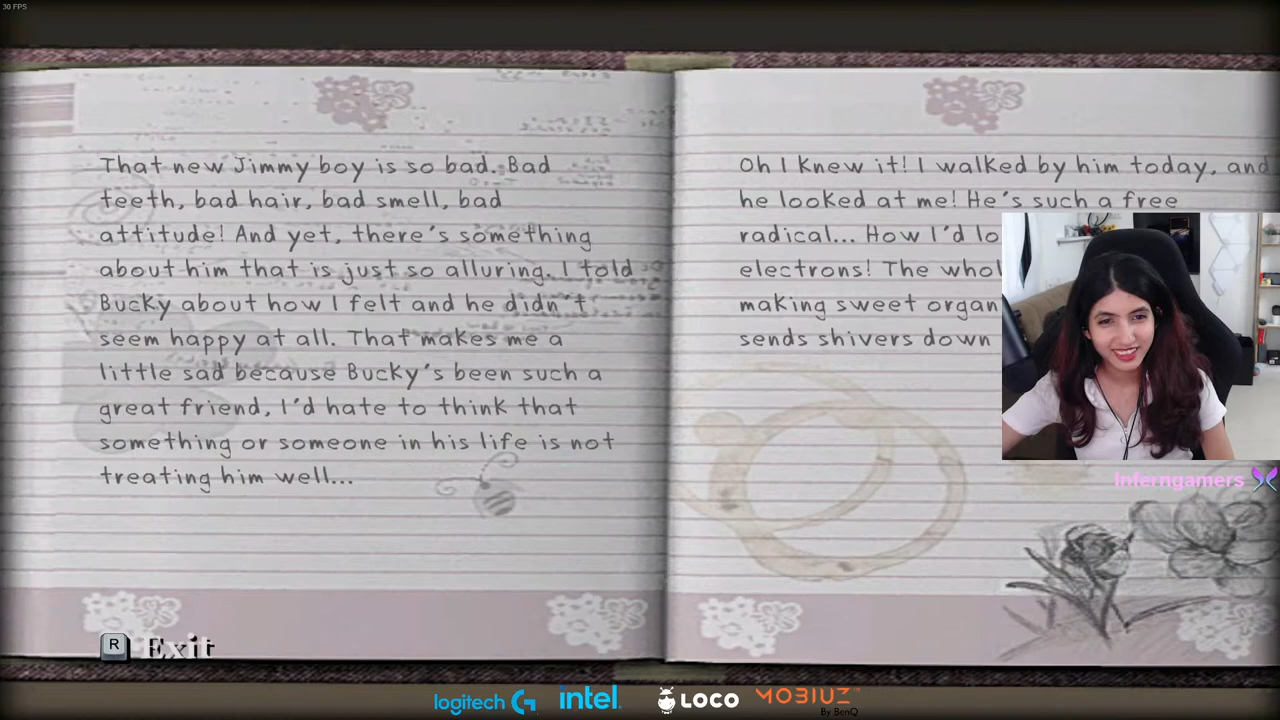 30 FPS
That new Jimmy boy is so bad. Bad
teeth, bad hair, bad smell, bad
attitude! And yet, there's something
about him that is just so alluring. I told
Bucky about how I felt and he didn't
seem happy at all. That makes me a
little sad because Bucky's been such a
great friend, I'd hate to think that
something or someone in his life is not
treating him well...
Oh I knew it! I walked by him today, and
he looked at me! He's such a free
radical... How I'd lo
electrons! The whol
making sweet organ
sends shivers down
Inferngamers
R Exit
logitech G intel. LOCO MOBIUZ
By BenQ